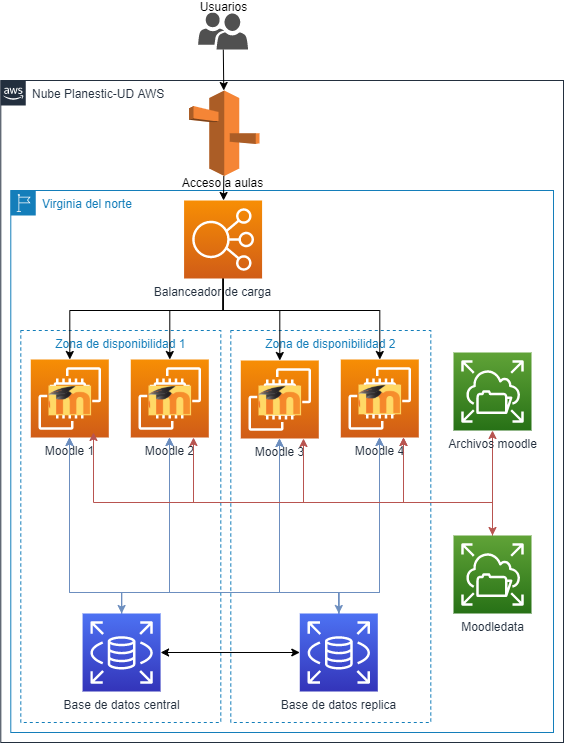 Usuarios
aws
Nube Planestic-UD AWS
Acceso a aulas
Virginia del norte
Balanceador de carga
Zona de disponibilidad 1
Zona de disponibilidad 2
Moodle 1
Moodle 2
Moodle 3
Moodle 4
Archivos moodle
Moodledata
Base de datos central
Base de datos replica